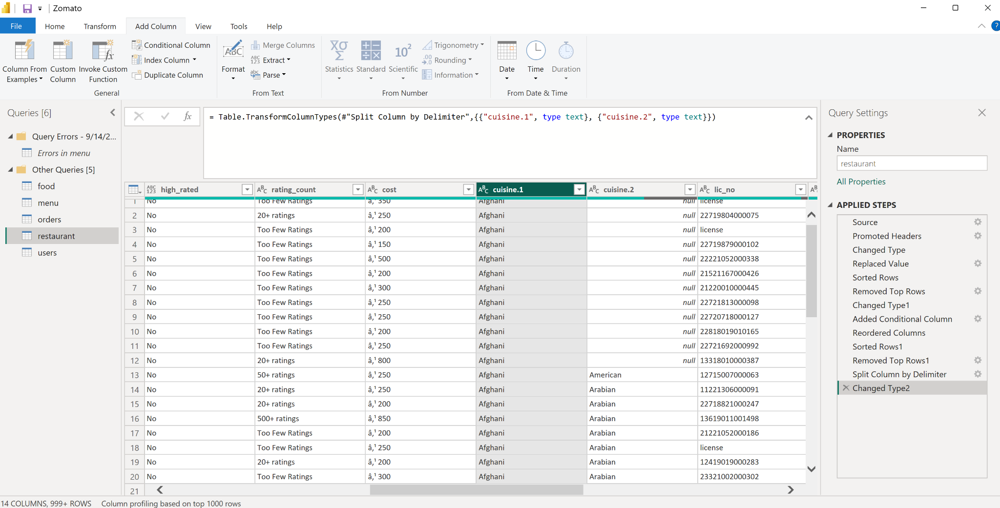 Zomato
File Home Transform Add Column View Tools Help
Column From Examples
Custom Column
Invoke Custom Function
Conditional Column
Index Column
Duplicate Column
General
Format
Merge Columns
Extract
Parse
From Text
Statistics
Standard
Scientific
Trigonometry
Rounding
Information
From Number
Date
Time
Duration
From Date & Time
Queries [6]
Query Errors - 9/14/2...
Errors in menu
Other Queries [5]
food
menu
orders
restaurant
users
fx
= Table.TransformColumnTypes(#"Split Column by Delimiter",{{"cuisine.1", type text}, {"cuisine.2", type text}})
high_rated rating_count cost cuisine.1 cuisine.2 lic_no
1 No Too Few Ratings â‚¹ 350 Afghani null license
2 No 20+ ratings â‚¹ 250 Afghani null 22719804000075
3 No Too Few Ratings â‚¹ 200 Afghani null license
4 No Too Few Ratings â‚¹ 150 Afghani null 22719879000102
5 No Too Few Ratings â‚¹ 500 Afghani null 22221052000338
6 No Too Few Ratings â‚¹ 200 Afghani null 21521167000426
7 No Too Few Ratings â‚¹ 300 Afghani null 21220010000445
8 No Too Few Ratings â‚¹ 250 Afghani null 22721813000098
9 No Too Few Ratings â‚¹ 250 Afghani null 22720718000127
10 No Too Few Ratings â‚¹ 200 Afghani null 22818019010165
11 No Too Few Ratings â‚¹ 250 Afghani null 22721692000992
12 No 20+ ratings â‚¹ 800 Afghani null 13318010000387
13 No 50+ ratings â‚¹ 250 Afghani American 12715007000063
14 No 20+ ratings â‚¹ 250 Afghani Arabian 11221306000091
15 No 20+ ratings â‚¹ 200 Afghani Arabian 22718821000247
16 No 500+ ratings â‚¹ 850 Afghani Arabian 13619011001498
17 No Too Few Ratings â‚¹ 200 Afghani Arabian 21221052000186
18 No Too Few Ratings â‚¹ 250 Afghani Arabian license
19 No 20+ ratings â‚¹ 200 Afghani Arabian 12419019000283
20 No Too Few Ratings â‚¹ 300 Afghani Arabian 23321002000302
21
Query Settings
PROPERTIES
Name
restaurant
All Properties
APPLIED STEPS
Source
Promoted Headers
Changed Type
Replaced Value
Sorted Rows
Removed Top Rows
Changed Type1
Added Conditional Column
Reordered Columns
Sorted Rows1
Removed Top Rows1
Split Column by Delimiter
Changed Type2
14 COLUMNS, 999+ ROWS Column profiling based on top 1000 rows